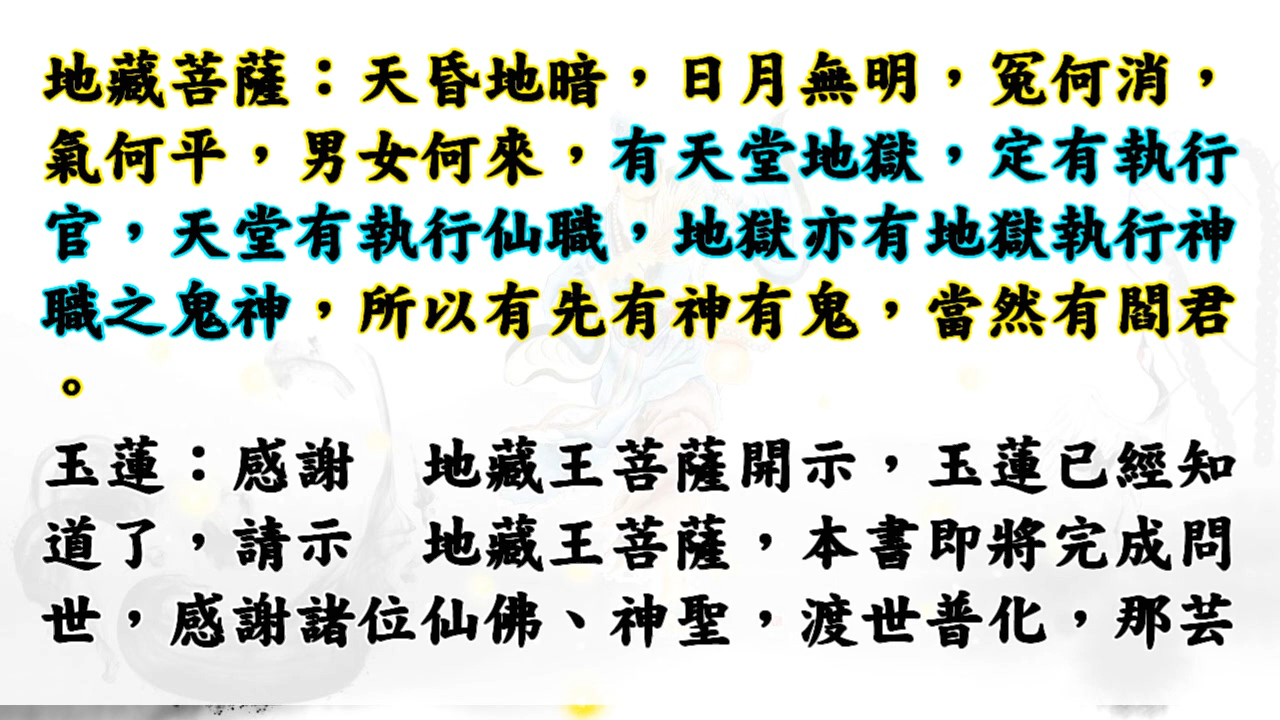 地藏菩薩：天昏地暗，日月無明，冤何消，
氣何平，男女何來，有天堂地獄，定有執行
官，天堂有執行仙職，地獄亦有地獄執行神
職之鬼神，所以有先有神有鬼，當然有閻君
。
玉蓮：感謝　地藏王菩薩開示，玉蓮已經知
道了，請示　地藏王菩薩，本書即將完成問
世，感謝諸位仙佛、神聖，渡世普化，那芸